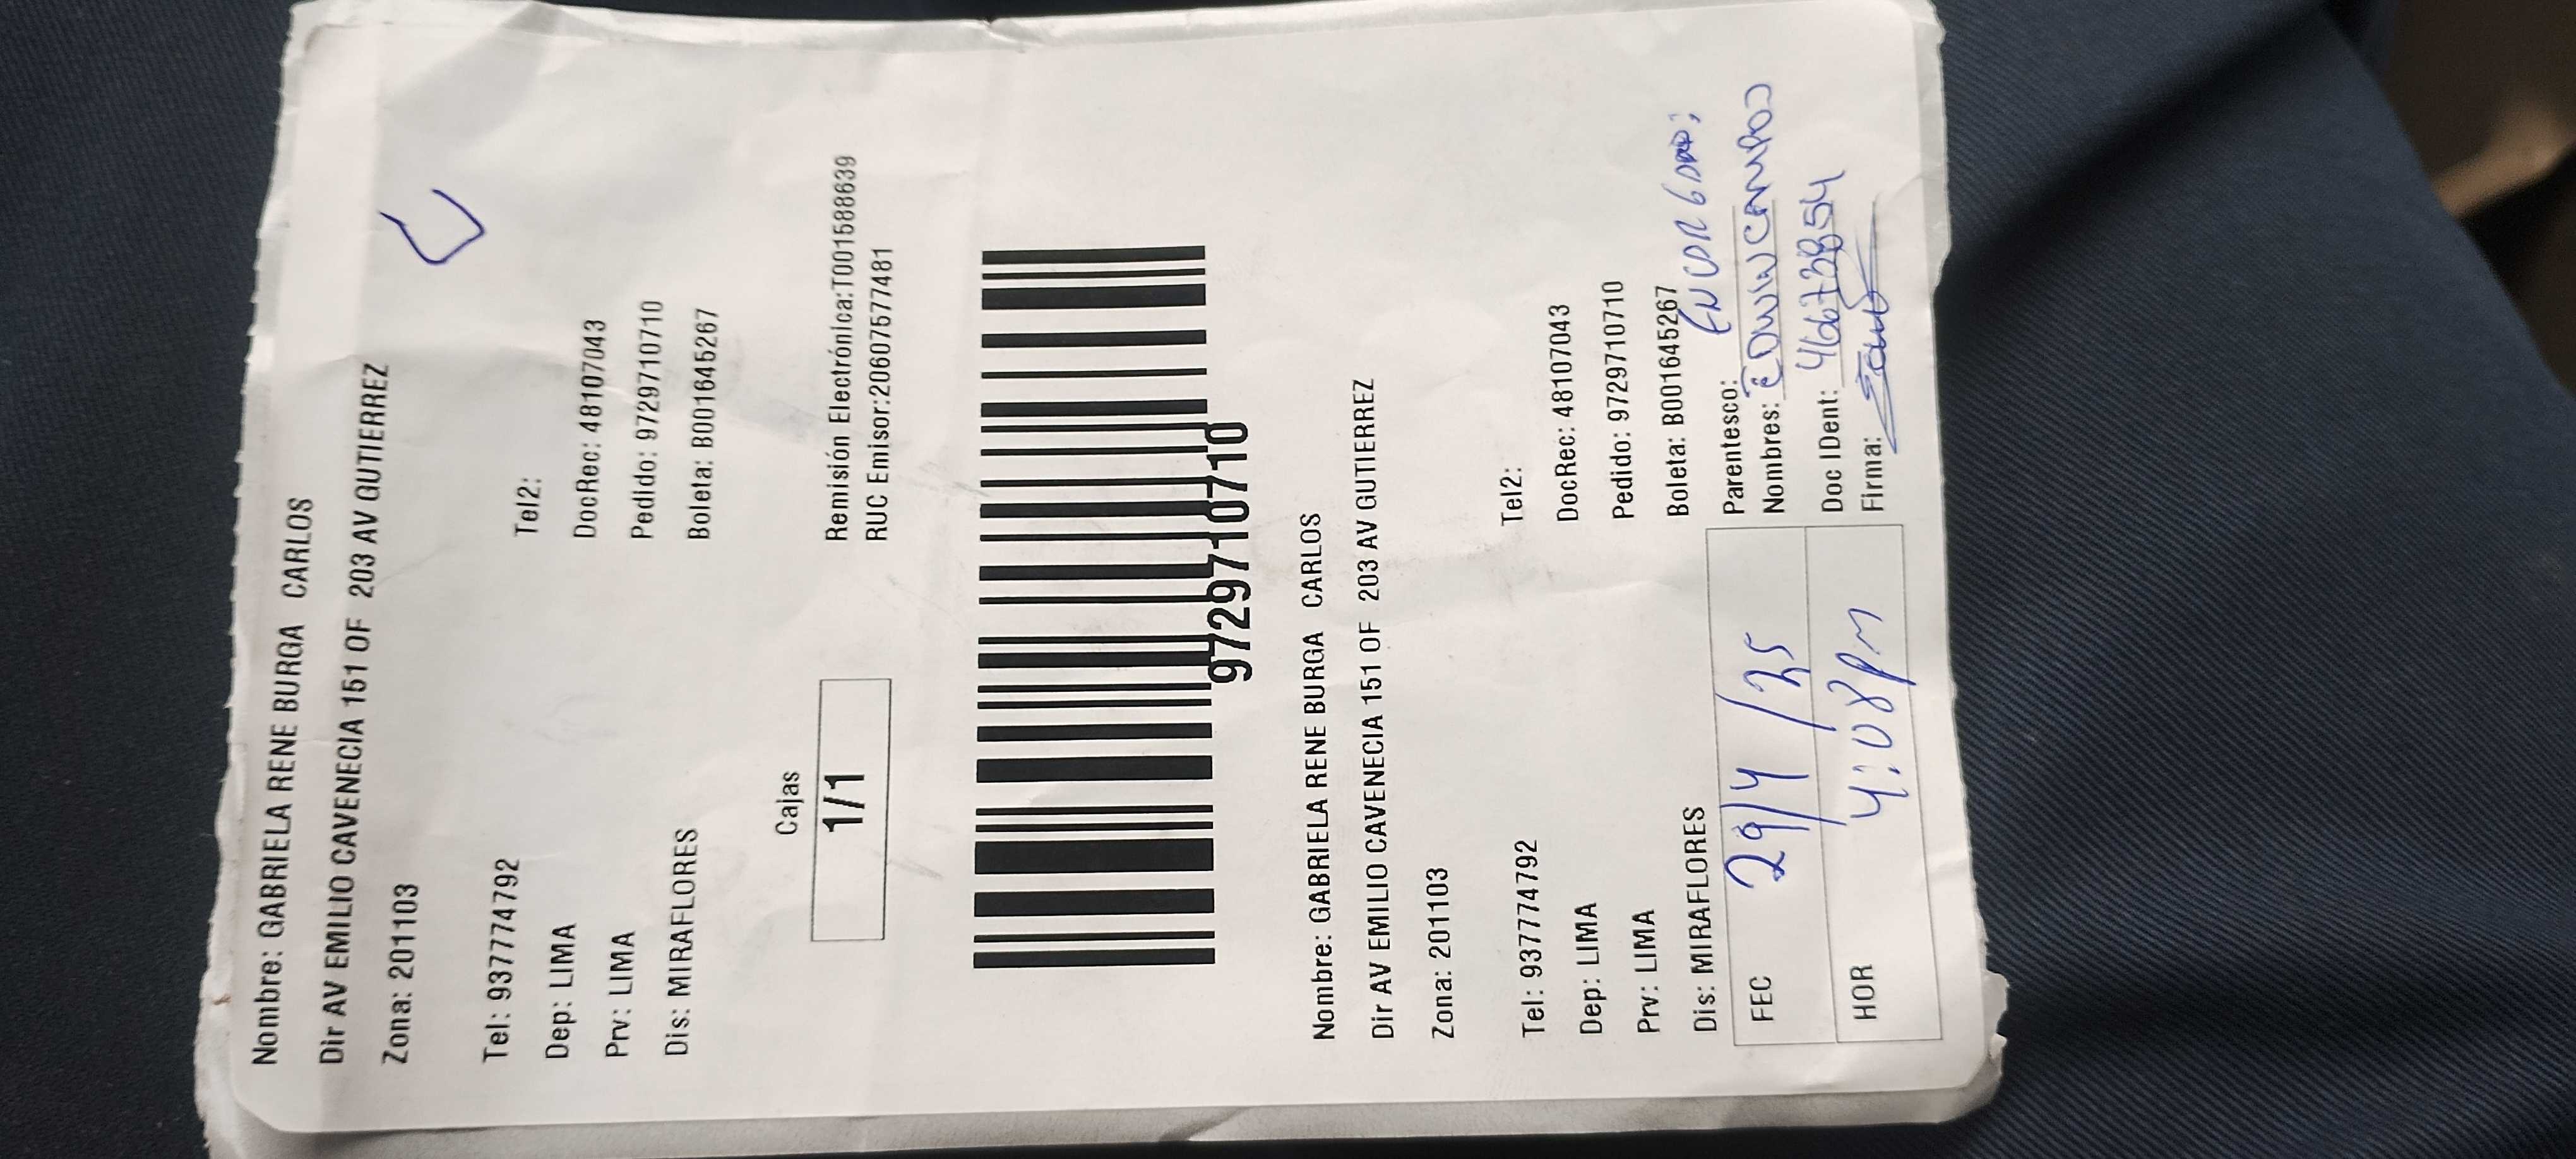 Nombre: GABRIELA RENE BURGA CARLOS
Dir AV EMILIO CAVENECIA 151 OF 203 AV GUTIERREZ
Zona: 201103
Tel: 937774792 Tel2:
Dep: LIMA DocRec: 48107043
Prv: LIMA Pedido: 9729710710
Dis: MIRAFLORES Boleta: B001645267
Cajas
1/1
Remisión Electrónica:T001588639
RUC Emisor:20607577481
9729710710
Nombre: GABRIELA RENE BURGA CARLOS
Dir AV EMILIO CAVENECIA 151 OF 203 AV GUTIERREZ
Zona: 201103
Tel: 937774792 Tel2:
Dep: LIMA DocRec: 48107043
Prv: LIMA Pedido: 9729710710
Dis: MIRAFLORES Boleta: B001645267
FEC 29/4/25
HOR 4:08pm
Parentesco:
Nombres: EDWIN CAMPOS
Doc IDent:
Firma: